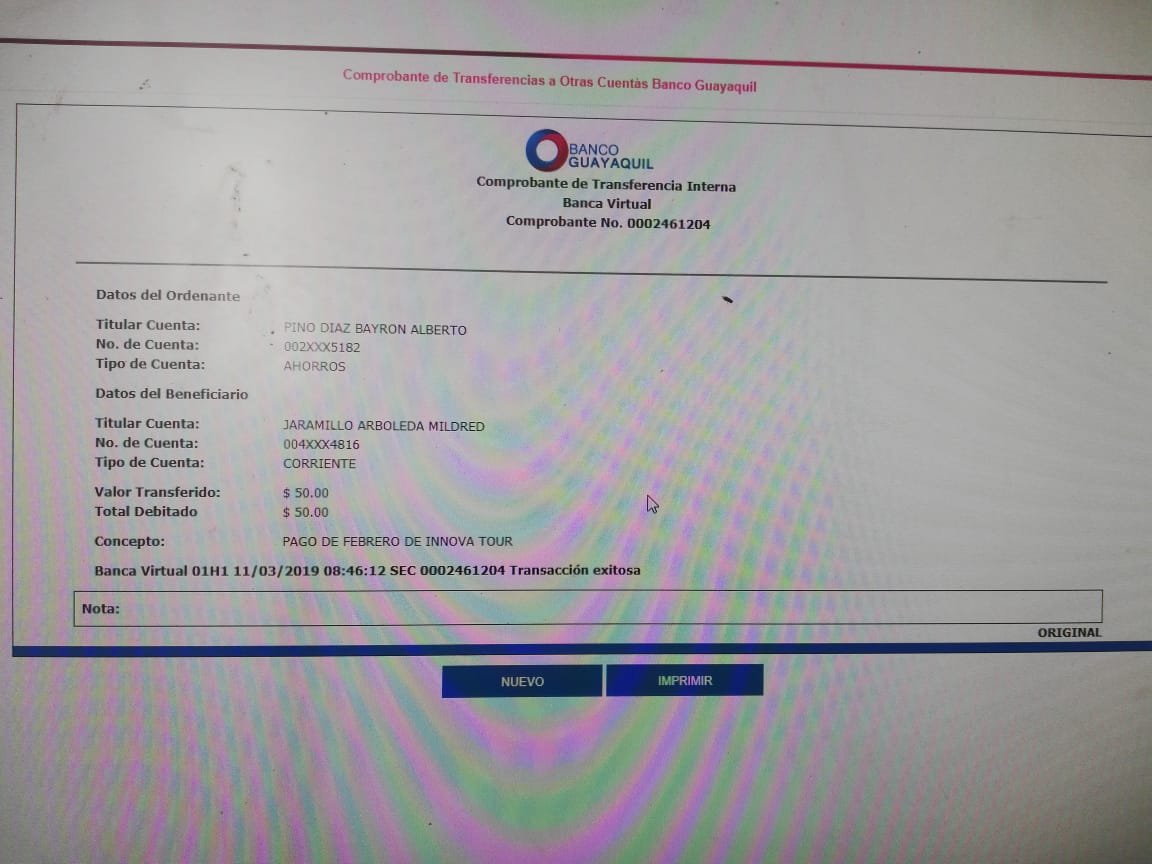 Comprobante de Transferencias a Otras Cuentas Banco Guayaquil
BANCO
GUAYAQUIL
Comprobante de Transferencia Interna
Banca Virtual
Comprobante No. 0002461204
Datos del Ordenante
Titular Cuenta: PINO DIAZ BAYRON ALBERTO
No. de Cuenta: 002XXX5182
Tipo de Cuenta: AHORROS
Datos del Beneficiario
Titular Cuenta: JARAMILLO ARBOLEDA MILDRED
No. de Cuenta: 004XXX4816
Tipo de Cuenta: CORRIENTE
Valor Transferido: $ 50.00
Total Debitado $ 50.00
Concepto: PAGO DE FEBRERO DE INNOVA TOUR
Banca Virtual 01H1 11/03/2019 08:46:12 SEC 0002461204 Transacción exitosa
Nota:
ORIGINAL
NUEVO IMPRIMIR